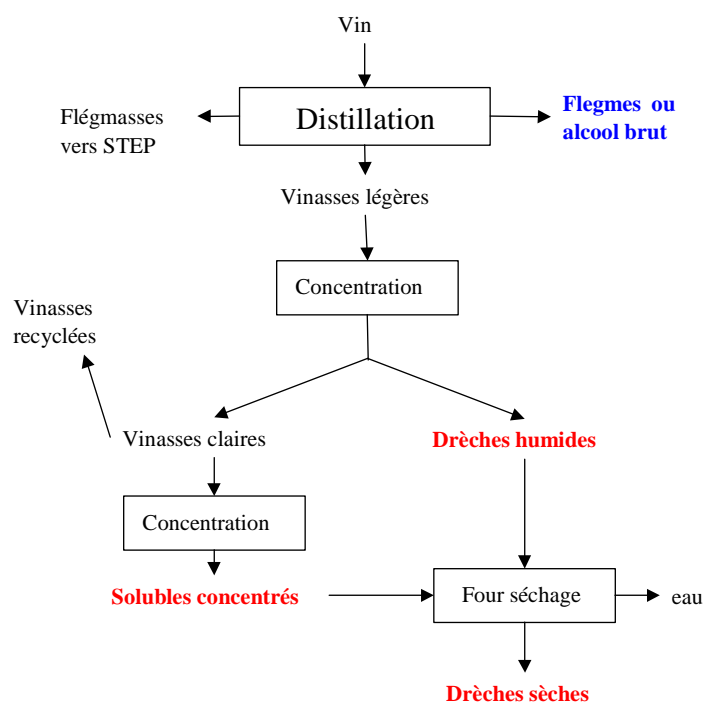 Vin
Flégmasses
vers STEP
Distillation
Flegmes ou
alcool brut
Vinasses légères
Concentration
Vinasses
recyclées
Vinasses claires
Drèches humides
Concentration
Solubles concentrés
Four séchage
eau
Drèches sèches